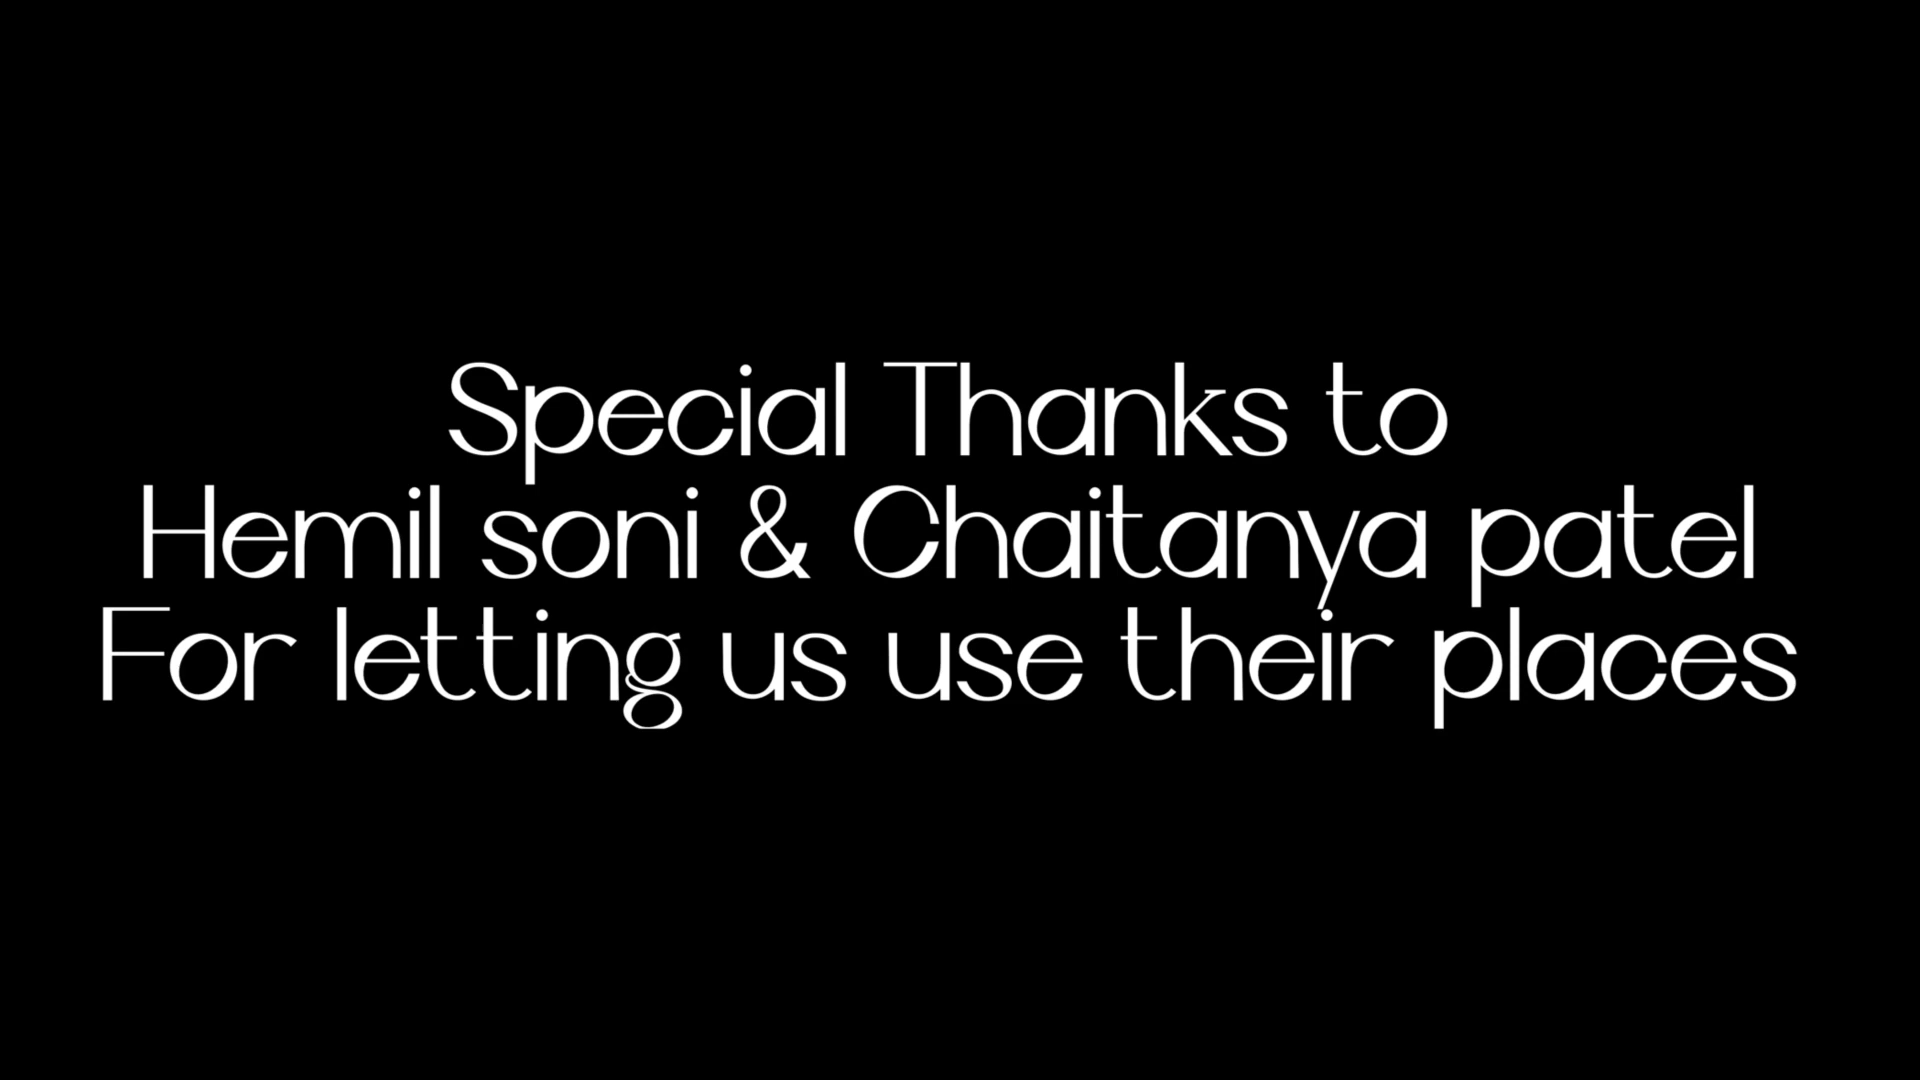 Special Thanks to
Hemil soni & Chaitanya patel
For letting us use their places